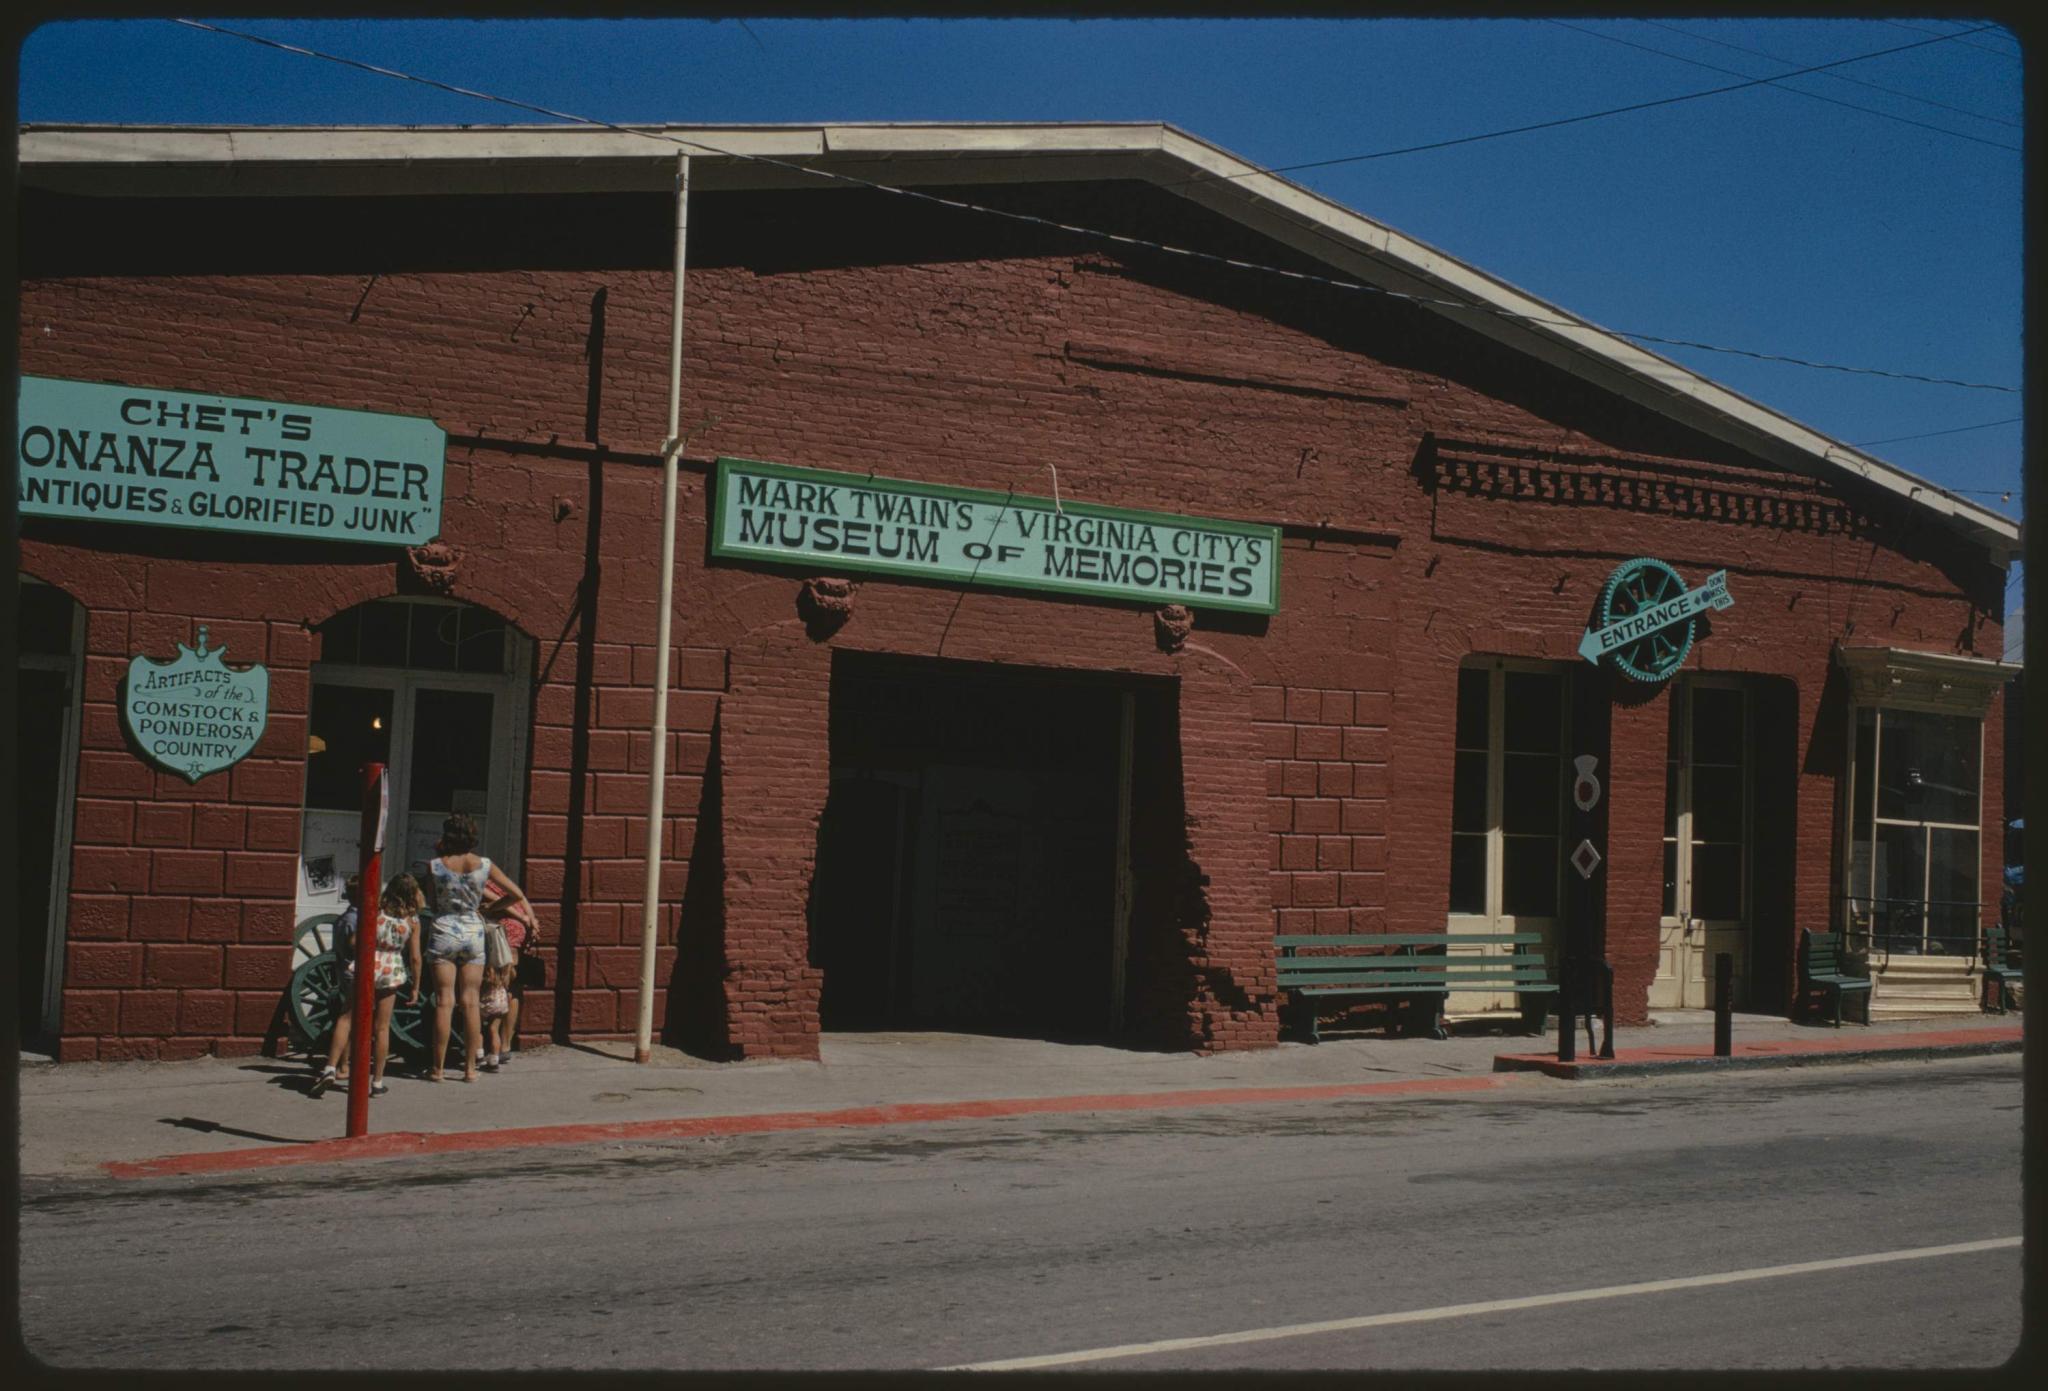 CHET'S
ONANZA TRADER
ANTIQUES & GLORIFIED JUNK"
ARTIFACTS
of the
COMSTOCK &
PONDEROSA
COUNTRY
MARK TWAIN'S VIRGINIA CITY'S
MUSEUM OF MEMORIES
ENTRANCE
DON'T
MISS
THIS